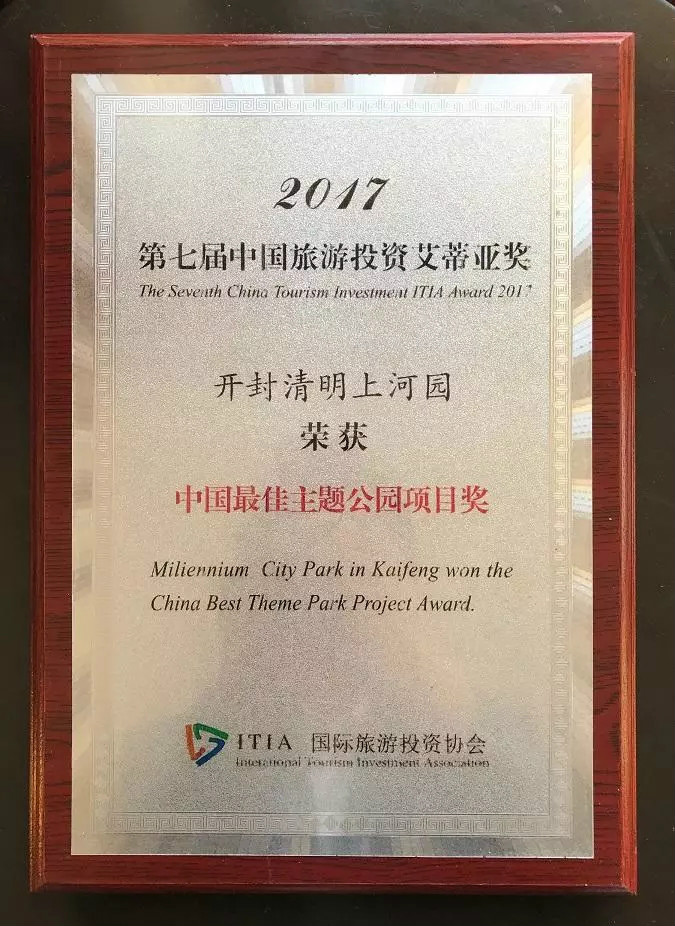 2017
第七届中国旅游投资艾蒂亚奖
The Seventh China Tourism Investment ITIA Award 2017
开封清明上河园
荣获
中国最佳主题公园项目奖
Miliennium City Park in Kaifeng won the
China Best Theme Park Project Award.
ITIA 国际旅游投资协会
Interational Tourism Investment Association